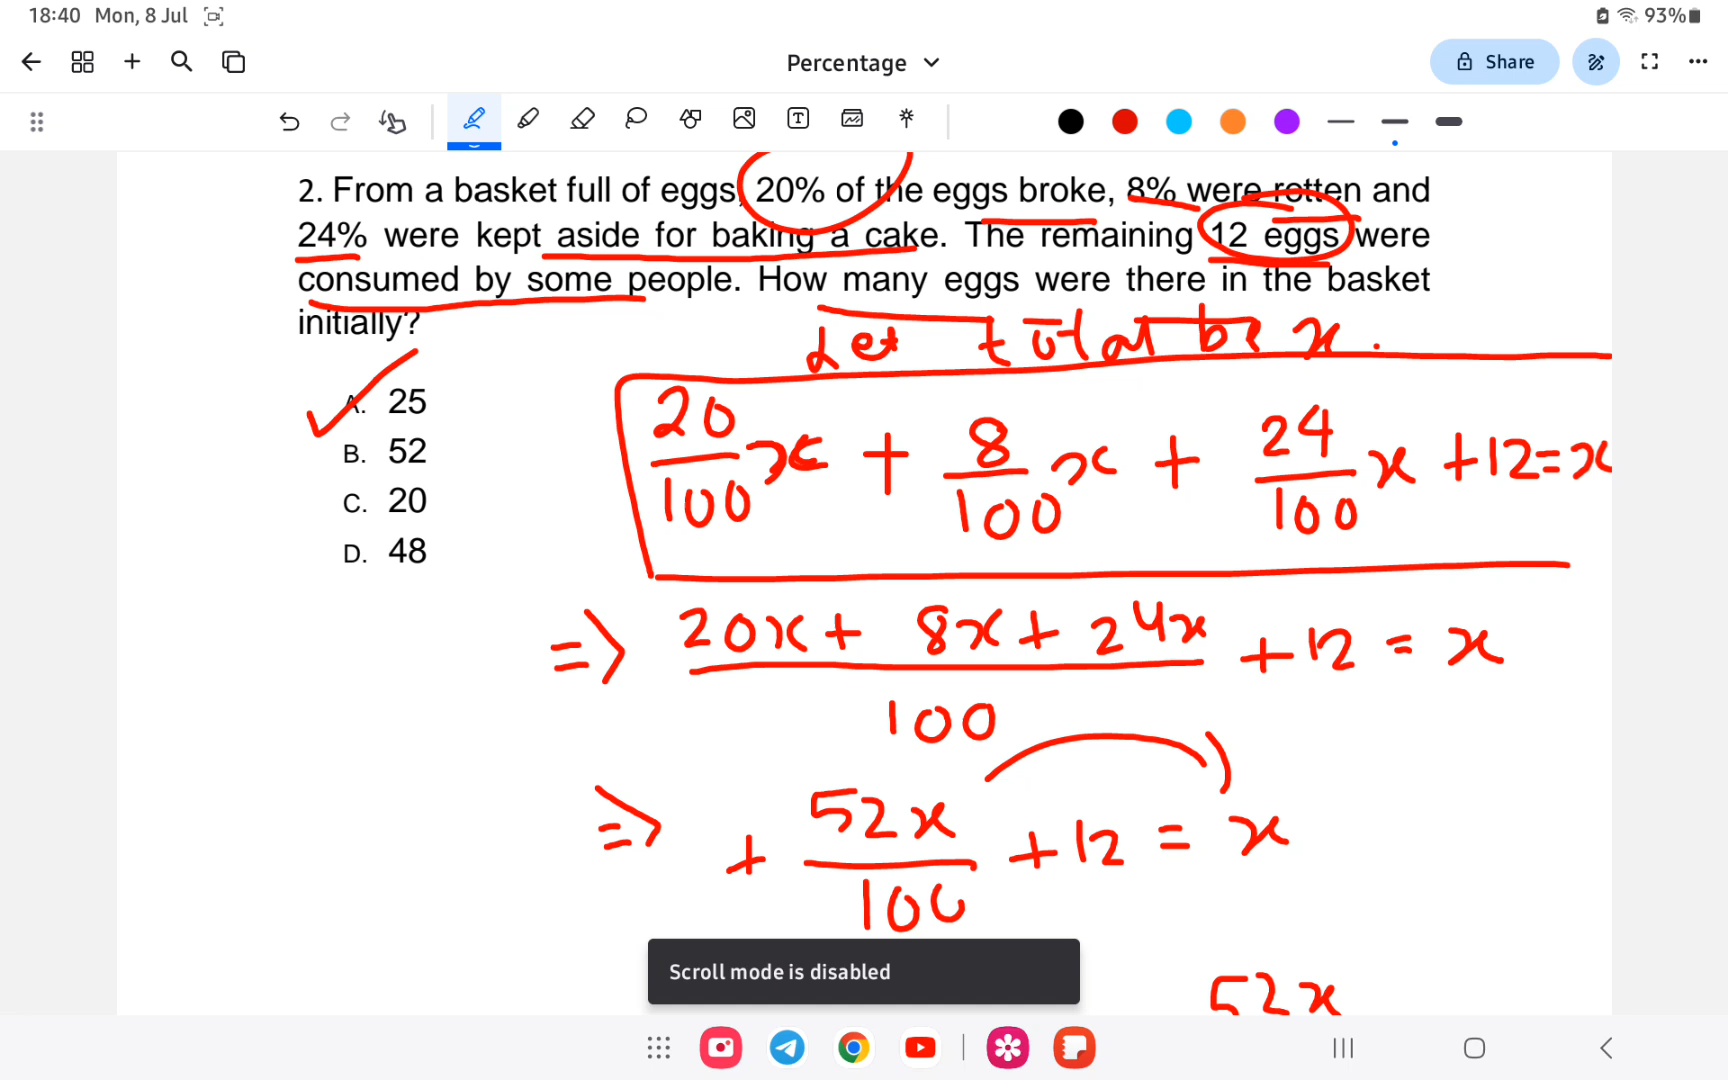 18:40 Mon, 8 Jul 93%
Percentage
Share
2. From a basket full of eggs, 20% of the eggs broke, 8% were rotten and
24% were kept aside for baking a cake. The remaining 12 eggs were
consumed by some people. How many eggs were there in the basket
initially?
Let total be x.
A. 25
B. 52
C. 20
D. 48
20/100 x + 8/100 x + 24/100 x + 12 = x
=> 20x + 8x + 24x / 100 + 12 = x
=> + 52x/100 + 12 = x
Scroll mode is disabled
52x